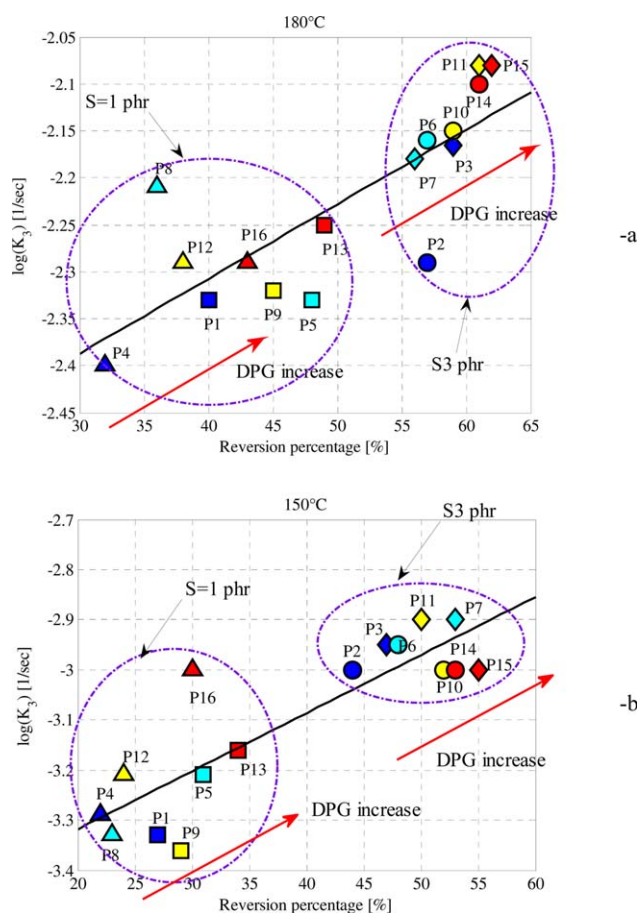 180°C
-2.05
-2.1
-2.15
-2.2
-2.25
-2.3
-2.35
-2.4
-2.45
log(K3) [1/sec]
S=1 phr
P8
P12
P16
P13
P1
P9
P5
P4
DPG increase
P11
P15
P14
P10
P6
P3
P7
DPG increase
P2
S3 phr
30 35 40 45 50 55 60 65
Reversion percentage [%]
-a
150°C
-2.7
-2.8
-2.9
-3
-3.1
-3.2
-3.3
-3.4
log(K3) [1/sec]
S3 phr
S=1 phr
P11
P7
P3
P6
P2
P14
P10
P15
DPG increase
P16
P13
P12
P5
P4
P1
P9
P8
DPG increase
20 25 30 35 40 45 50 55 60
Reversion percentage [%]
-b